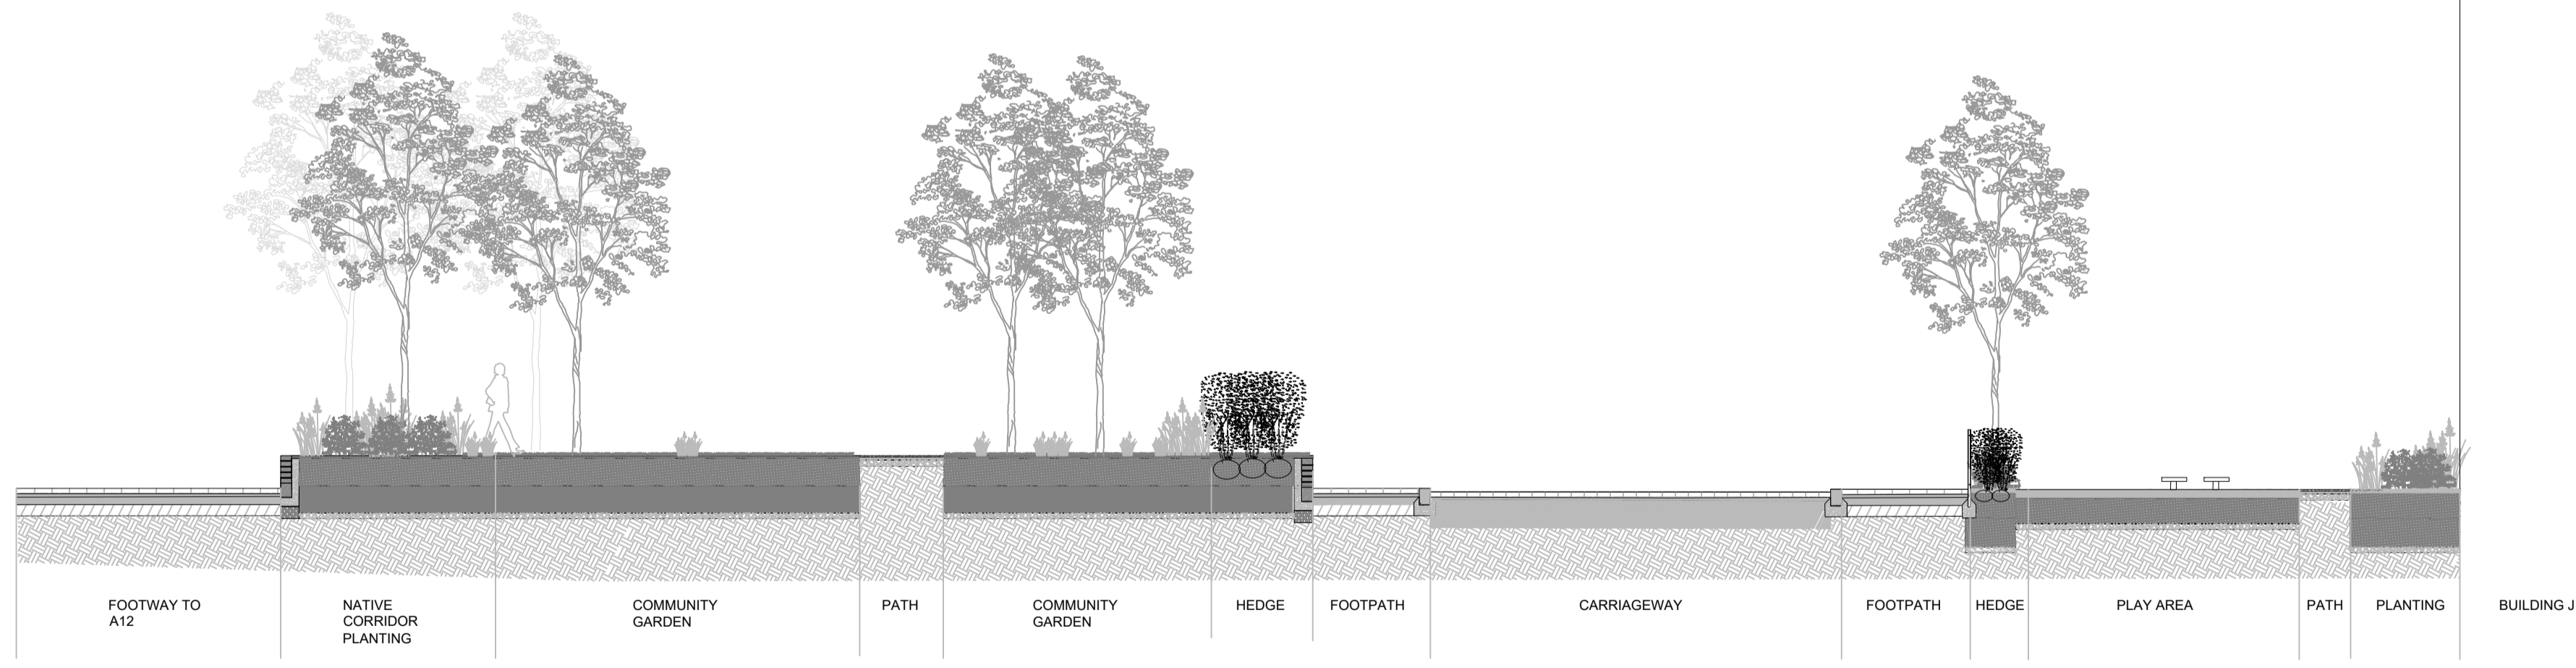 FOOTWAY TO
A12
NATIVE
CORRIDOR
PLANTING
COMMUNITY
GARDEN
PATH
COMMUNITY
GARDEN
HEDGE
FOOTPATH
CARRIAGEWAY
FOOTPATH
HEDGE
PLAY AREA
PATH
PLANTING
BUILDING J